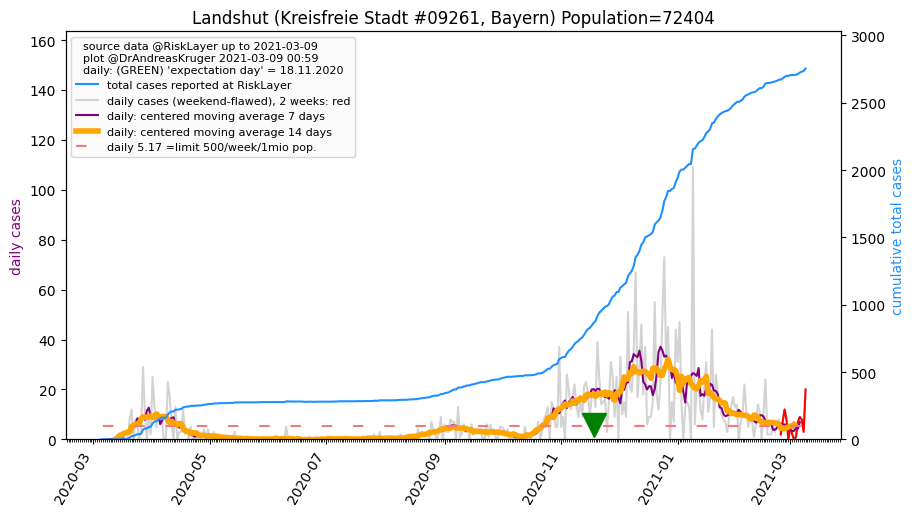 Landshut (Kreisfreie Stadt #09261, Bayern) Population=72404
source data @RiskLayer up to 2021-03-09
plot @DrAndreasKruger 2021-03-09 00:59
daily: (GREEN) 'expectation day' = 18.11.2020
total cases reported at RiskLayer
daily cases (weekend-flawed), 2 weeks: red
daily: centered moving average 7 days
daily: centered moving average 14 days
daily 5.17 =limit 500/week/1mio pop.
daily cases
160
140
120
100
80
60
40
20
0
3000
2500
2000
1500
1000
500
0
cumulative total cases
2020-03
2020-05
2020-07
2020-09
2020-11
2021-01
2021-03